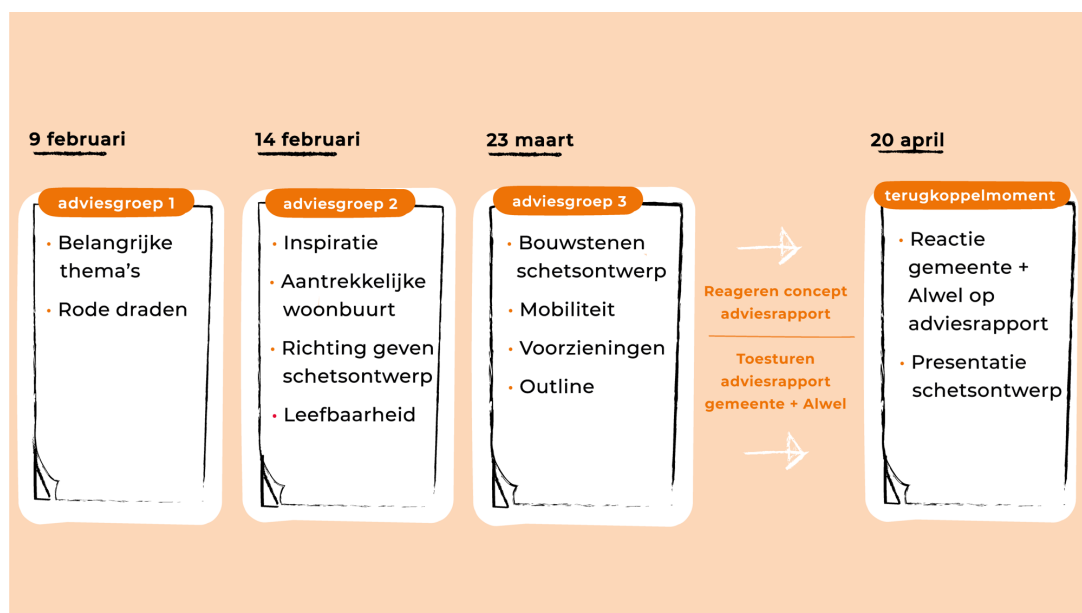 9 februari
adviesgroep 1
Belangrijke
thema's
Rode draden
14 februari
adviesgroep 2
Inspiratie
Aantrekkelijke
woonbuurt
Richting geven
schetsontwerp
Leefbaarheid
23 maart
adviesgroep 3
Bouwstenen
schetsontwerp
Mobiliteit
Voorzieningen
Outline
Reageren concept
adviesrapport
Toesturen
adviesrapport
gemeente + Alwel
20 april
terugkoppelmoment
Reactie
gemeente +
Alwel op
adviesrapport
Presentatie
schetsontwerp